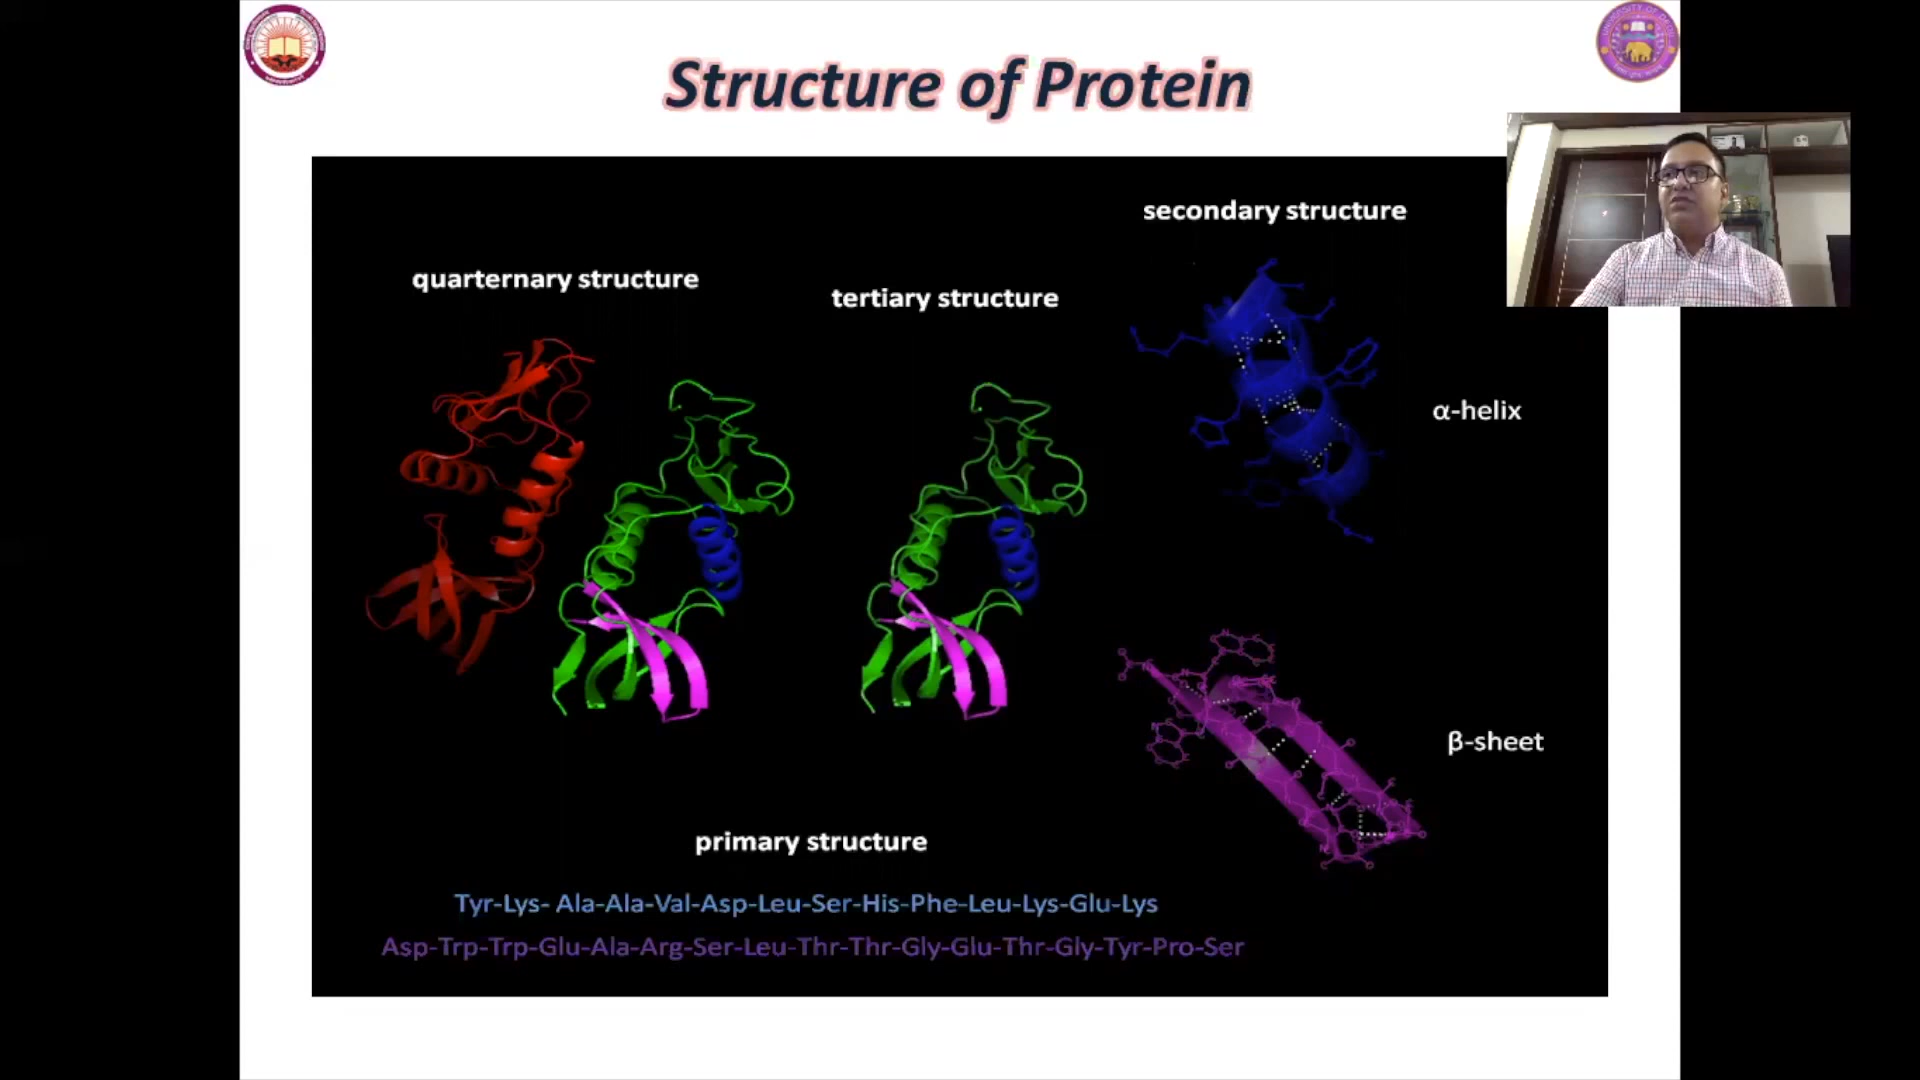 Structure of Protein
secondary structure
quarternary structure
tertiary structure
α-helix
β-sheet
primary structure
Tyr-Lys- Ala-Ala-Val-Asp-Leu-Ser-His-Phe-Leu-Lys-Glu-Lys
Asp-Trp-Trp-Glu-Ala-Arg-Ser-Leu-Thr-Thr-Gly-Glu-Thr-Gly-Tyr-Pro-Ser